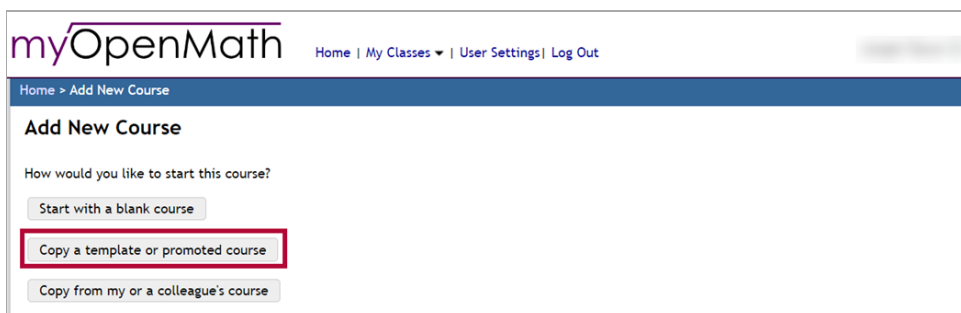 myOpenMath
Home | My Classes ▾ | User Settings| Log Out
Home > Add New Course
Add New Course
How would you like to start this course?
Start with a blank course
Copy a template or promoted course
Copy from my or a colleague's course